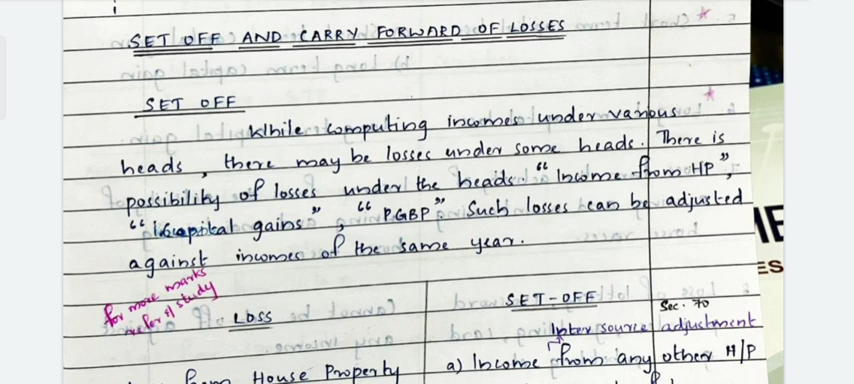 SET OFF AND CARRY FORWARD OF LOSSES
SET OFF
While computing incomes under various
heads, there may be losses under some heads. There is
possibility of losses under the heads "Income from HP",
"Capital gains", "PGBP". Such losses can be adjusted
against incomes of the same year.
for more marks
refer s/ study
LOSS
SET-OFF
Sec. 70
Inter source adjustment
from House Property
a) Income from any other H/P
ES